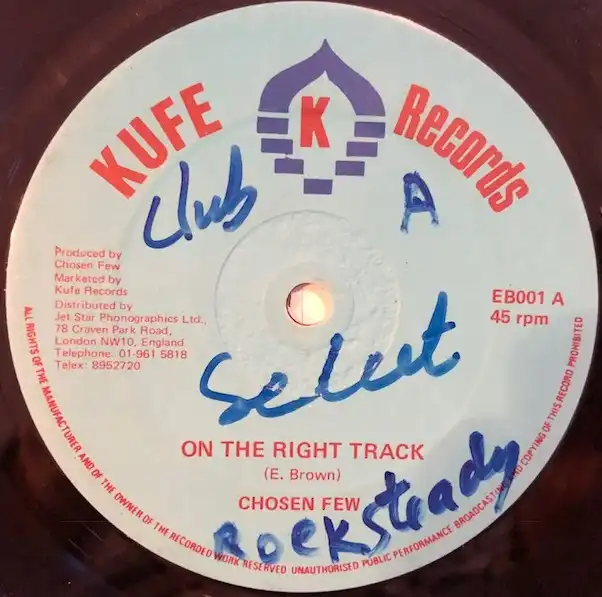 KUFE K Records
Club A
Produced by
Chosen Few
Marketed by
Kufe Records
Distributed by
Jet Star Phonographics Ltd.,
78 Craven Park Road,
London NW10, England
Telephone: 01-961 5818
Telex: 8952720
EB001 A
45 rpm
Select
ON THE RIGHT TRACK
(E. Brown)
CHOSEN FEW
Rocksteady
ALL RIGHTS OF THE MANUFACTURER AND OF THE OWNER OF THE RECORDED WORK RESERVED UNAUTHORISED PUBLIC PERFORMANCE BROADCASTING AND COPYING OF THIS RECORD PROHIBITED